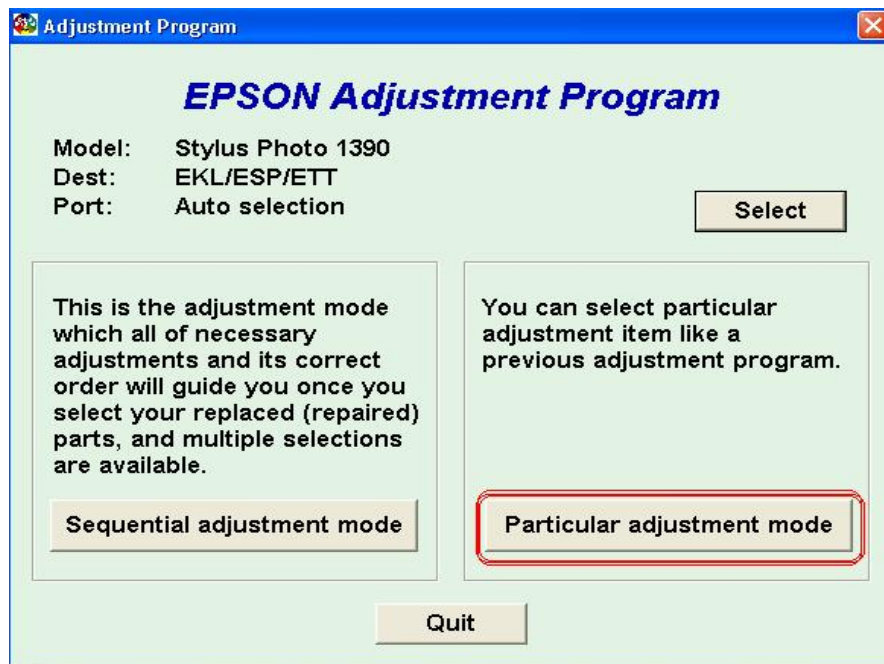 Adjustment Program
EPSON Adjustment Program
Model: Stylus Photo 1390
Dest: EKL/ESP/ETT
Port: Auto selection
Select
This is the adjustment mode
which all of necessary
adjustments and its correct
order will guide you once you
select your replaced (repaired)
parts, and multiple selections
are available.
Sequential adjustment mode
You can select particular
adjustment item like a
previous adjustment program.
Particular adjustment mode
Quit